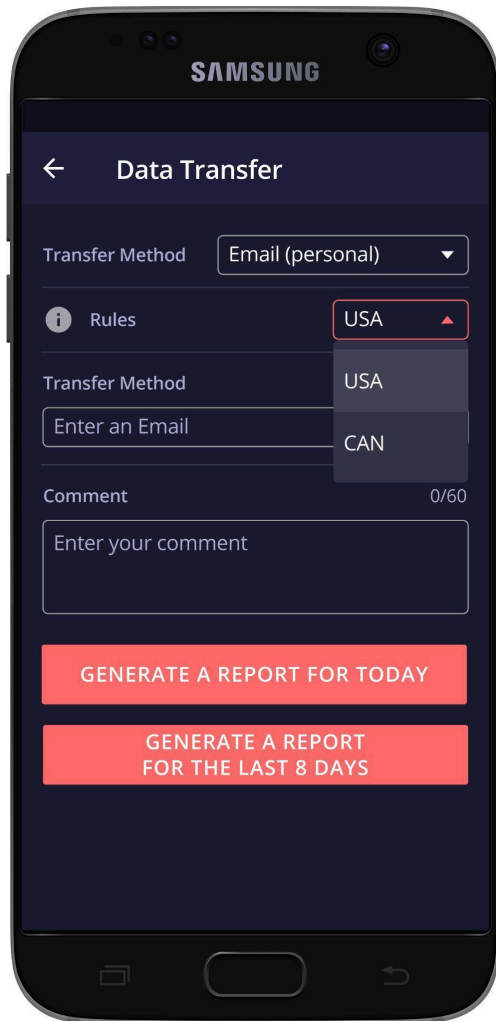 SAMSUNG
Data Transfer
Transfer Method Email (personal)
Rules USA
USA
Transfer Method
Enter an Email
CAN
Comment 0/60
Enter your comment
GENERATE A REPORT FOR TODAY
GENERATE A REPORT
FOR THE LAST 8 DAYS